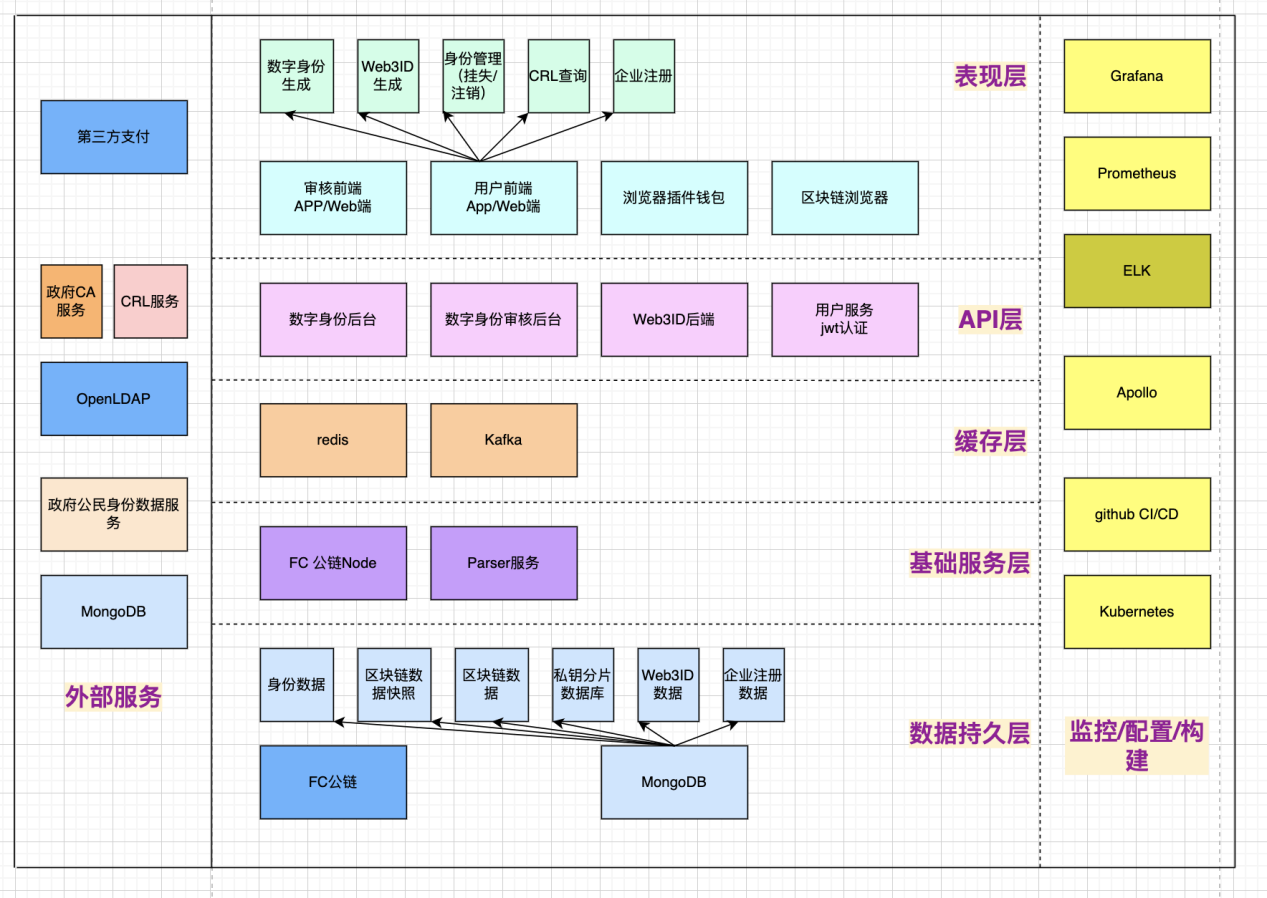 第三方支付
政府CA
服务
CRL服务
OpenLDAP
政府公民身份数据服
务
MongoDB
外部服务
数字身份
生成
Web3ID
生成
身份管理
（挂失/
注销）
CRL查询
企业注册
表现层
审核前端
APP/Web端
用户前端
App/Web端
浏览器插件钱包
区块链浏览器
数字身份后台
数字身份审核后台
Web3ID后端
用户服务
jwt认证
API层
redis
Kafka
缓存层
FC 公链Node
Parser服务
基础服务层
身份数据
区块链数
据快照
区块链数
据
私钥分片
数据库
Web3ID
数据
企业注册
数据
数据持久层
FC公链
MongoDB
Grafana
Prometheus
ELK
Apollo
github CI/CD
Kubernetes
监控/配置/构
建